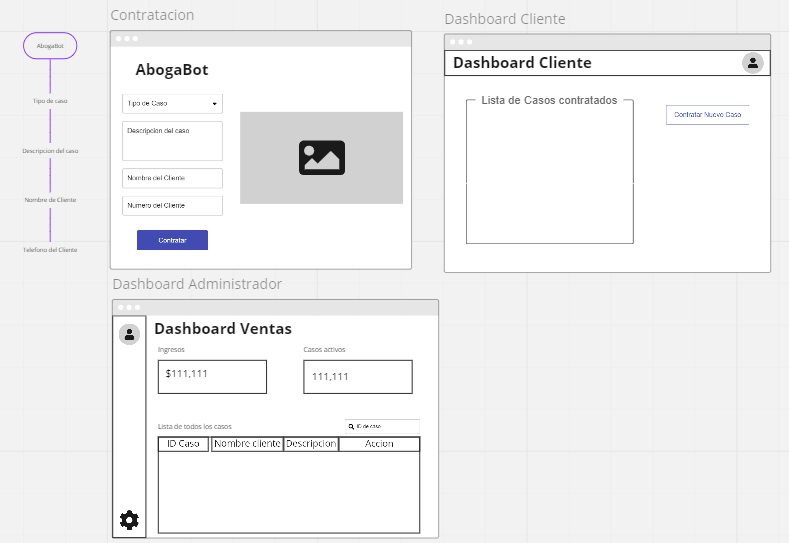 Contratacion
AbogaBot
Tipo de caso
Descripcion del caso
Nombre de Cliente
Telefono del Cliente
AbogaBot
Tipo de Caso
Descripcion del caso
Nombre del Cliente
Numero del Cliente
Contratar
Dashboard Cliente
Dashboard Cliente
Lista de Casos contratados
Contratar Nuevo Caso
Dashboard Administrador
Dashboard Ventas
Ingresos
Casos activos
$111,111
111,111
Lista de todos los casos
ID de caso
ID Caso
Nombre cliente
Descripcion
Accion